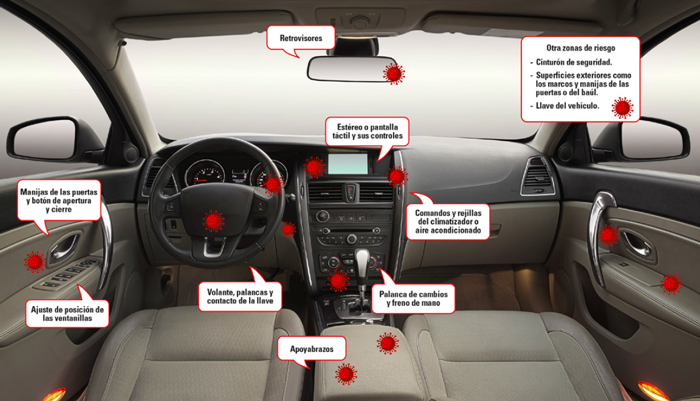 Retrovisores
Otra zonas de riesgo
- Cinturón de seguridad.
- Superficies exteriores como
los marcos y manijas de las
puertas o del baúl.
- Llave del vehículo.
Estéreo o pantalla
táctil y sus controles
Manijas de las puertas
y botón de apertura
y cierre
Comandos y rejillas
del climatizador o
aire acondicionado
Volante, palancas y
contacto de la llave
Palanca de cambios
y freno de mano
Ajuste de posición de
las ventanillas
Apoyabrazos